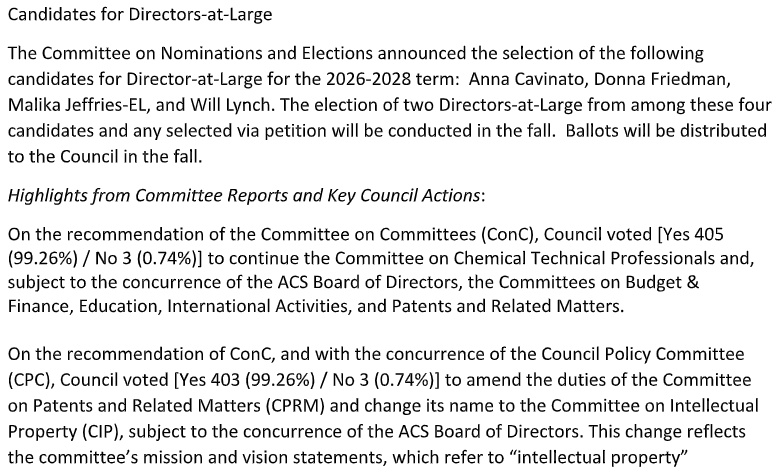 Candidates for Directors-at-Large
The Committee on Nominations and Elections announced the selection of the following
candidates for Director-at-Large for the 2026-2028 term:  Anna Cavinato, Donna Friedman,
Malika Jeffries-EL, and Will Lynch. The election of two Directors-at-Large from among these four
candidates and any selected via petition will be conducted in the fall.  Ballots will be distributed
to the Council in the fall.
Highlights from Committee Reports and Key Council Actions:
On the recommendation of the Committee on Committees (ConC), Council voted [Yes 405
(99.26%) / No 3 (0.74%)] to continue the Committee on Chemical Technical Professionals and,
subject to the concurrence of the ACS Board of Directors, the Committees on Budget &
Finance, Education, International Activities, and Patents and Related Matters.
On the recommendation of ConC, and with the concurrence of the Council Policy Committee
(CPC), Council voted [Yes 403 (99.26%) / No 3 (0.74%)] to amend the duties of the Committee
on Patents and Related Matters (CPRM) and change its name to the Committee on Intellectual
Property (CIP), subject to the concurrence of the ACS Board of Directors. This change reflects
the committee’s mission and vision statements, which refer to “intellectual property”